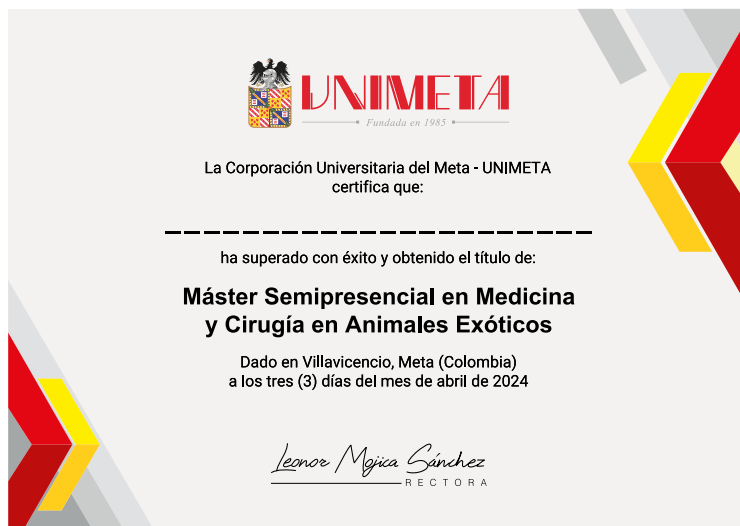 UNIMETA
Fundada en 1985
La Corporación Universitaria del Meta - UNIMETA
certifica que:
ha superado con éxito y obtenido el título de:
Máster Semipresencial en Medicina
y Cirugía en Animales Exóticos
Dado en Villavicencio, Meta (Colombia)
a los tres (3) días del mes de abril de 2024
Leonor Mojica Sánchez
RECTORA